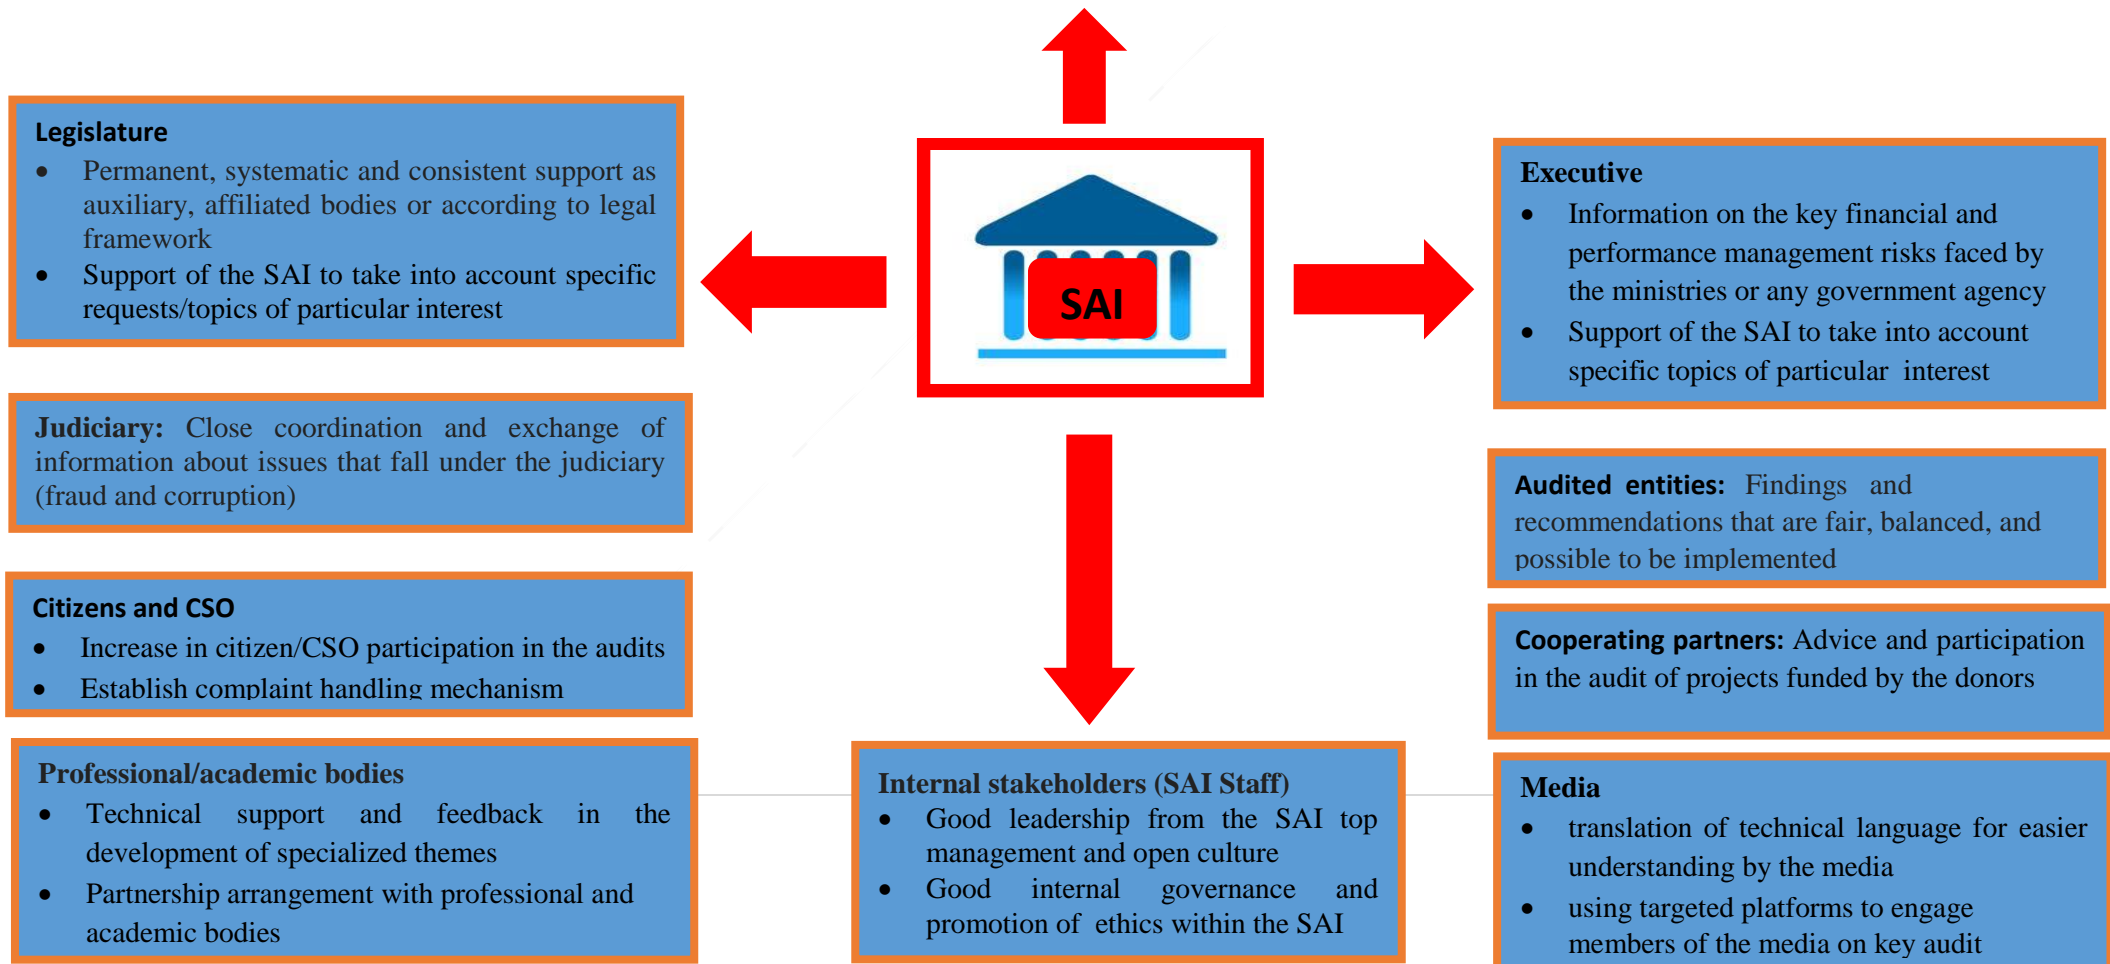 Legislature
• Permanent, systematic and consistent support as
auxiliary, affiliated bodies or according to legal
framework
• Support of the SAI to take into account specific
requests/topics of particular interest
Judiciary: Close coordination and exchange of
information about issues that fall under the judiciary
(fraud and corruption)
Citizens and CSO
• Increase in citizen/CSO participation in the audits
• Establish complaint handling mechanism
Professional/academic bodies
• Technical support and feedback in the
development of specialized themes
• Partnership arrangement with professional and
academic bodies
SAI
Internal stakeholders (SAI Staff)
• Good leadership from the SAI top
management and open culture
• Good internal governance and
promotion of ethics within the SAI
Executive
• Information on the key financial and
performance management risks faced by
the ministries or any government agency
• Support of the SAI to take into account
specific topics of particular interest
Audited entities: Findings and
recommendations that are fair, balanced, and
possible to be implemented
Cooperating partners: Advice and participation
in the audit of projects funded by the donors
Media
• translation of technical language for easier
understanding by the media
• using targeted platforms to engage
members of the media on key audit